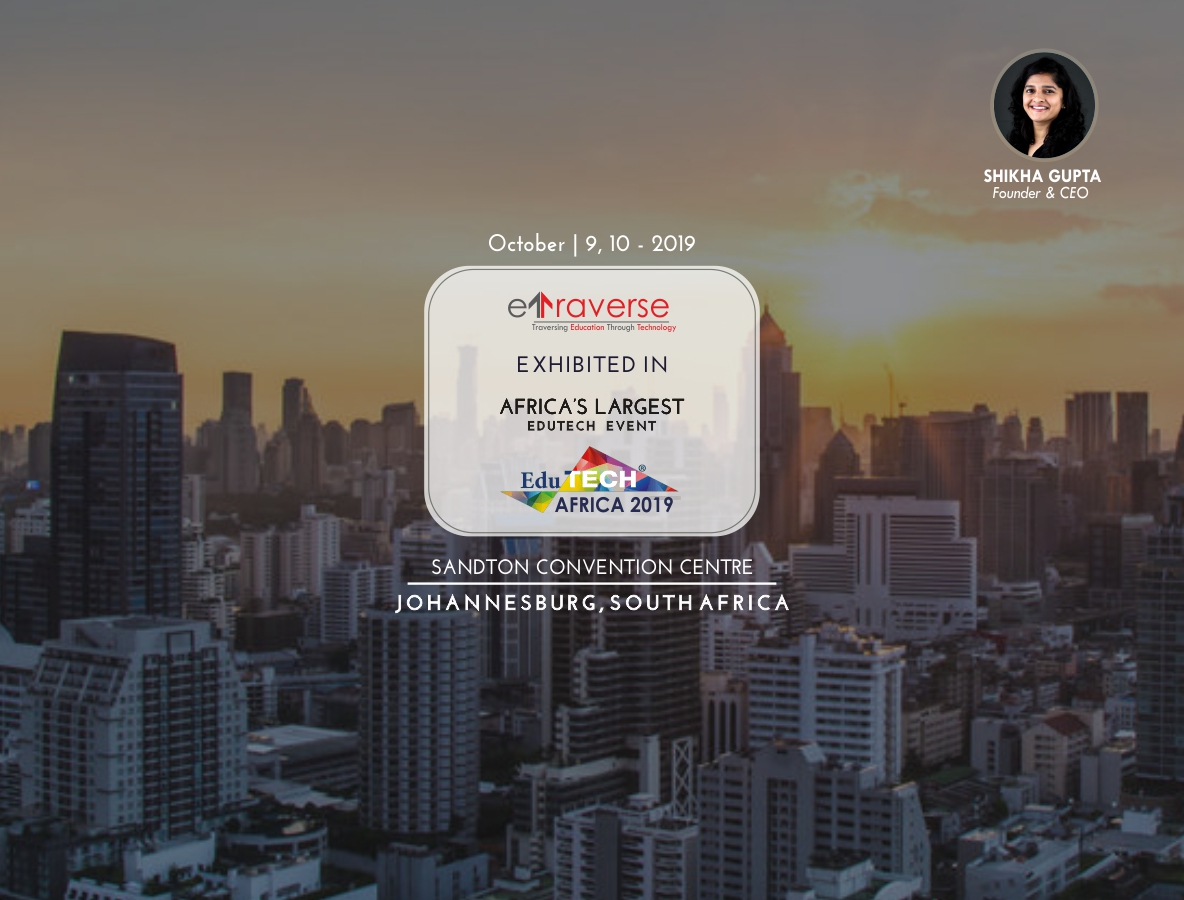 SHIKHA GUPTA
Founder & CEO
October | 9, 10 - 2019
etraverse
Traversing Education Through Technology
EXHIBITED IN
AFRICA'S LARGEST
EDUTECH EVENT
EduTECH®
AFRICA 2019
SANDTON CONVENTION CENTRE
JOHANNESBURG, SOUTH AFRICA